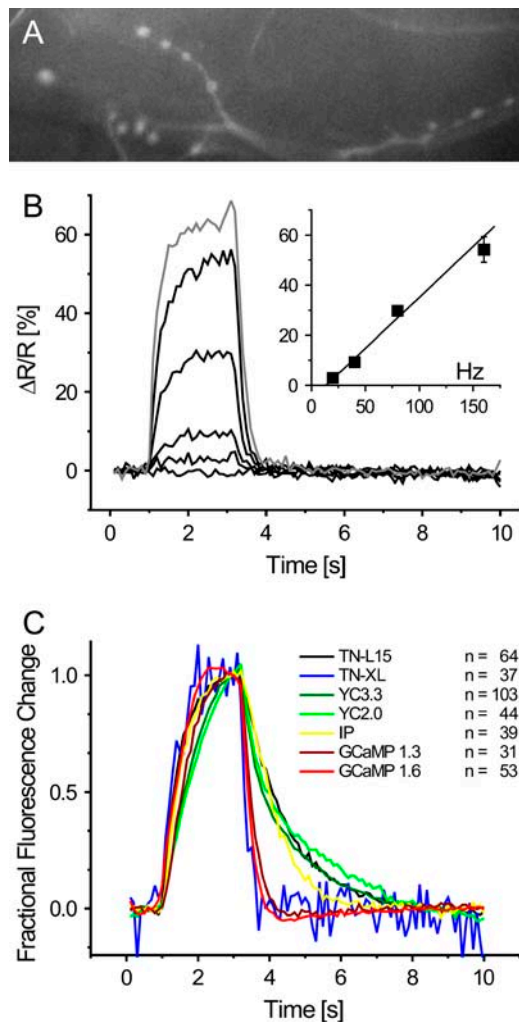 A
B
ΔR/R [%]
60
40
20
0
60
40
20
0
0
50
100
150
Hz
0
2
4
6
8
10
Time [s]
C
Fractional Fluorescence Change
1.0
0.5
0.0
TN-L15 n = 64
TN-XL n = 37
YC3.3 n = 103
YC2.0 n = 44
IP n = 39
GCaMP 1.3 n = 31
GCaMP 1.6 n = 53
0
2
4
6
8
10
Time [s]